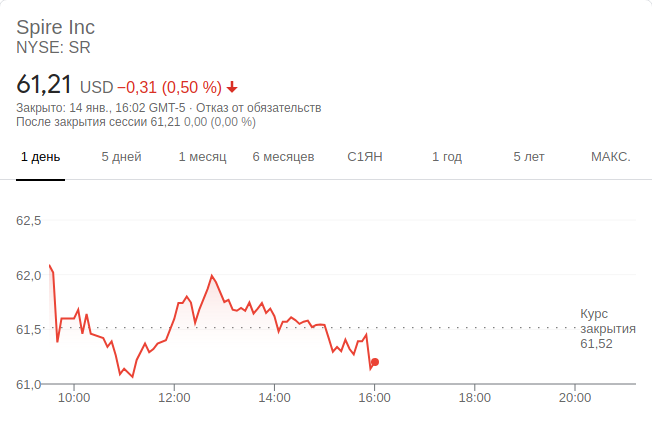 Spire Inc
NYSE: SR
61,21 USD −0,31 (0,50 %)
Закрыто: 14 янв., 16:02 GMT-5 · Отказ от обязательств
После закрытия сессии 61,21 0,00 (0,00 %)
1 день 5 дней 1 месяц 6 месяцев С1ЯН 1 год 5 лет МАКС.
62,5
62,0
61,5
61,0
Курс
закрытия
61,52
10:00 12:00 14:00 16:00 18:00 20:00